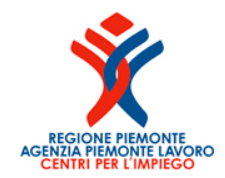 REGIONE PIEMONTE
AGENZIA PIEMONTE LAVORO
CENTRI PER L'IMPIEGO